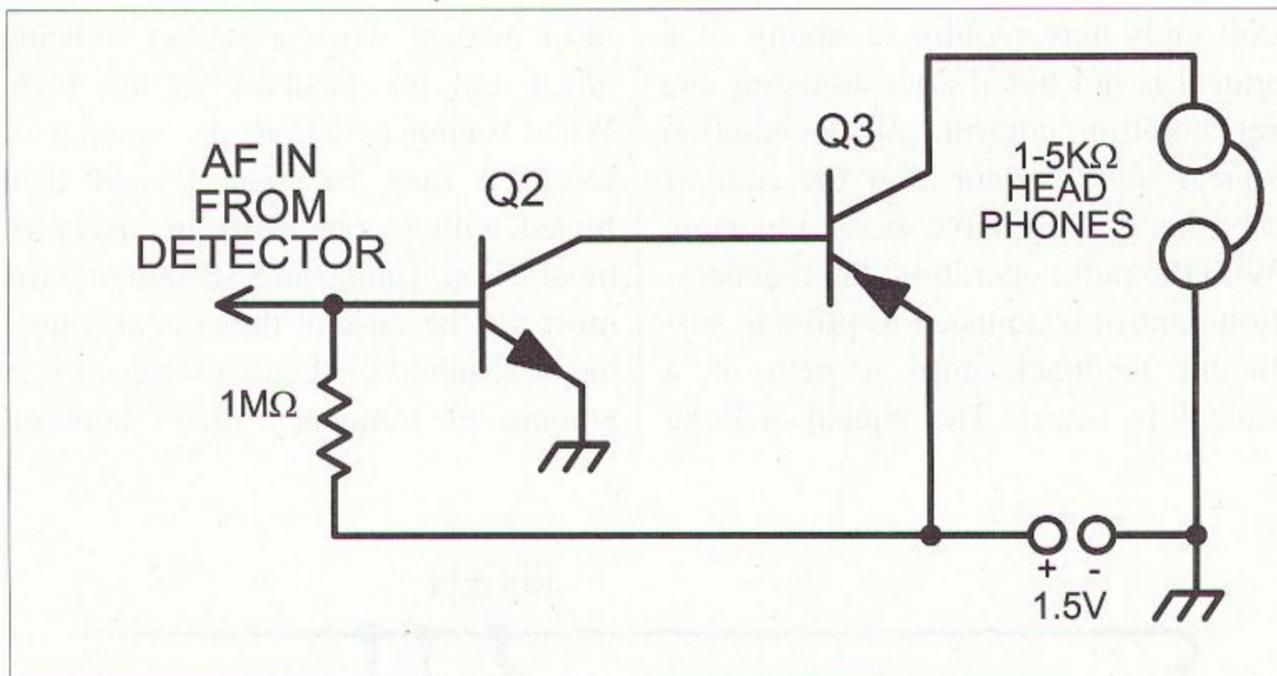 AF IN
FROM
DETECTOR
Q2
Q3
1-5KΩ
HEAD
PHONES
1MΩ
+ -
1.5V